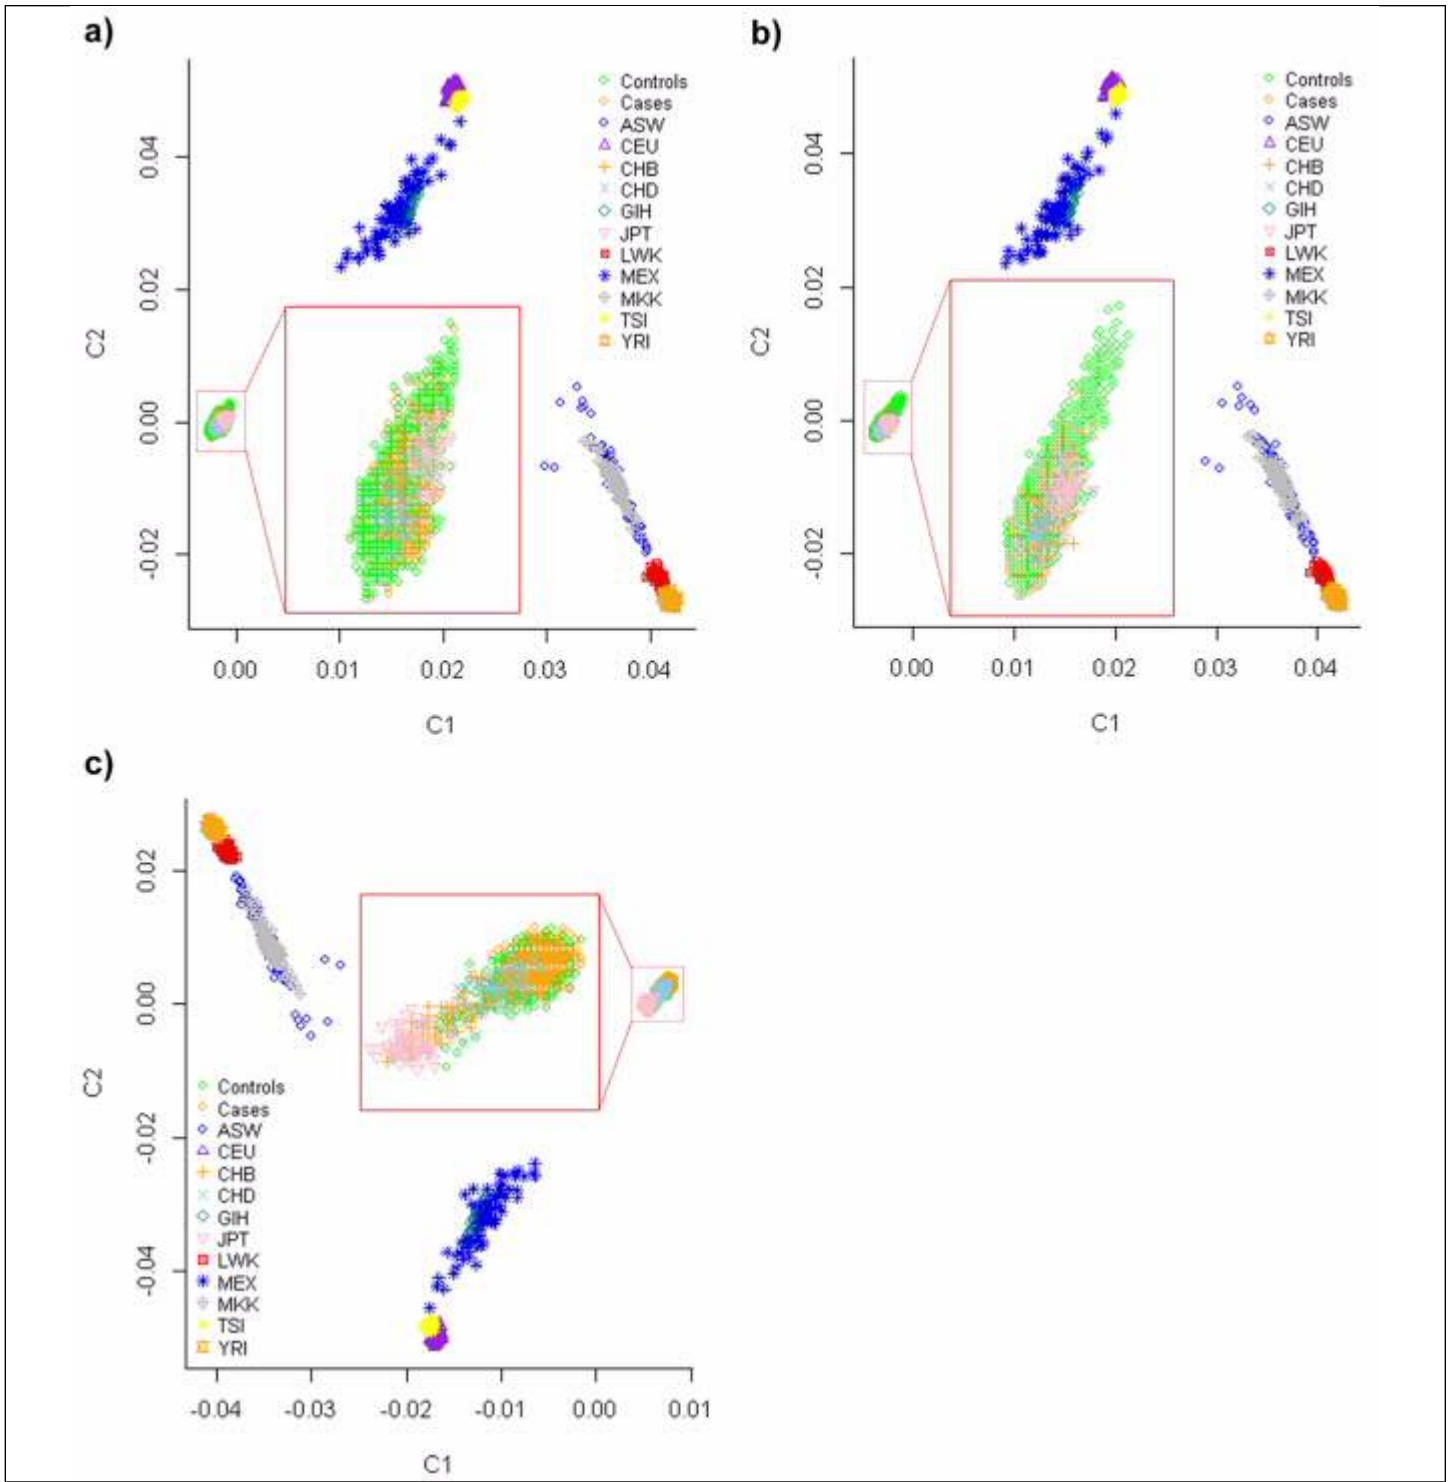 a)
Controls
Cases
ASW
CEU
CHB
CHD
GIH
JPT
LWK
MEX
MKK
TSI
YRI
0.04
0.02
0.00
-0.02
C2
0.00 0.01 0.02 0.03 0.04
C1
b)
Controls
Cases
ASW
CEU
CHB
CHD
GIH
JPT
LWK
MEX
MKK
TSI
YRI
0.04
0.02
0.00
-0.02
C2
0.00 0.01 0.02 0.03 0.04
C1
c)
0.02
0.00
-0.02
-0.04
C2
Controls
Cases
ASW
CEU
CHB
CHD
GIH
JPT
LWK
MEX
MKK
TSI
YRI
-0.04 -0.03 -0.02 -0.01 0.00 0.01
C1